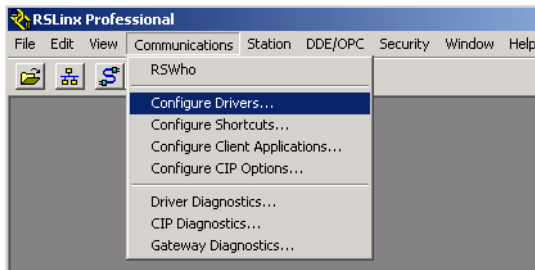 RSLinx Professional
File Edit View Communications Station DDE/OPC Security Window Help
RSWho
Configure Drivers...
Configure Shortcuts...
Configure Client Applications...
Configure CIP Options...
Driver Diagnostics...
CIP Diagnostics...
Gateway Diagnostics...